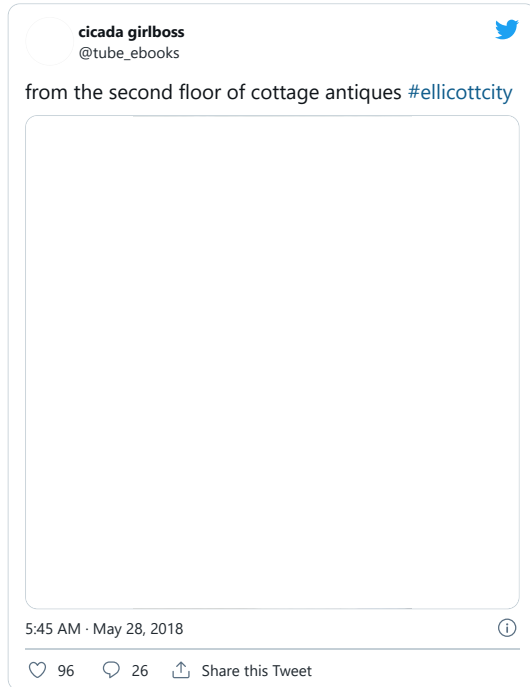 cicada girlboss
@tube_ebooks
from the second floor of cottage antiques #ellicottcity
5:45 AM · May 28, 2018
96 26 Share this Tweet